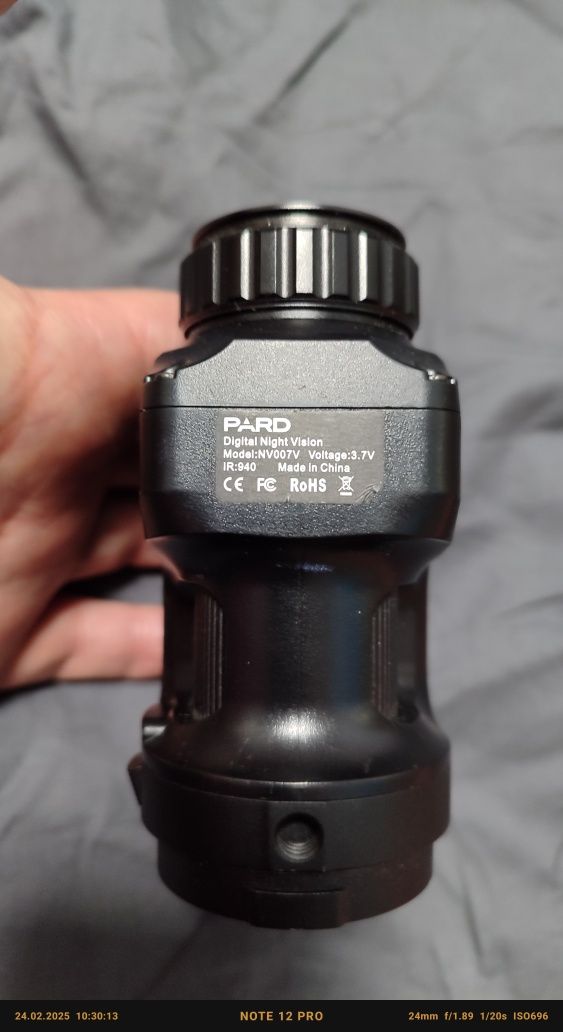 PARD
Digital Night Vision
Model:NV007V Voltage:3.7V
IR:940 Made in China
CE FC RoHS
24.02.2025 10:30:13 NOTE 12 PRO 24mm f/1.89 1/20s ISO696